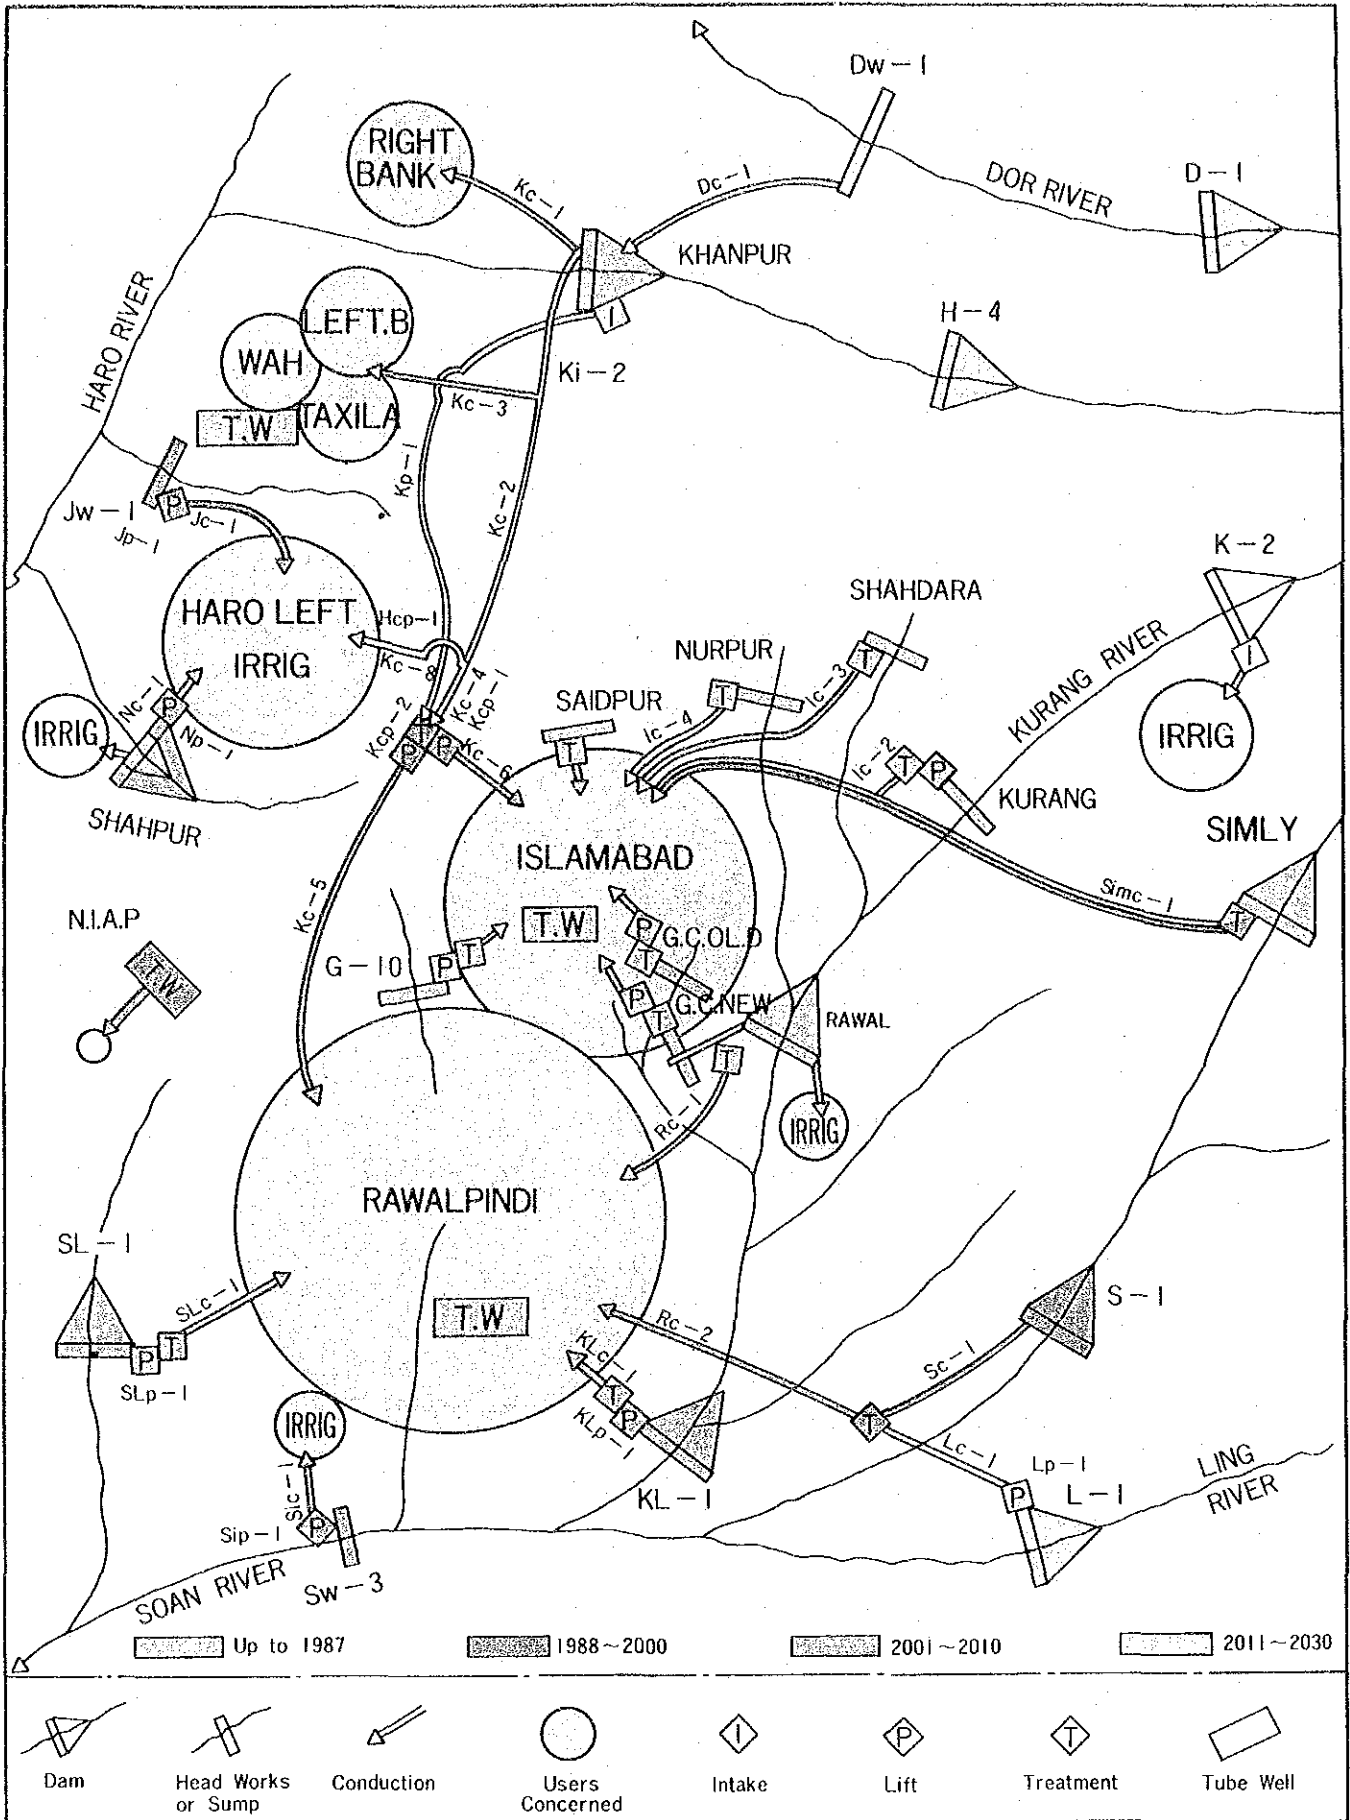 Dw-1
RIGHT
BANK
Kc-1
Dc-1
DOR RIVER
D-1
KHANPUR
I
HARO RIVER
LEFT.B
WAH
H-4
Ki-2
Kc-3
T.W
TAXILA
Kp-1
Kc-2
P
Jw-1
Jc-1
Jp-1
K-2
SHAHDARA
HARO LEFT
IRRIG
Hcp-1
Kc-8
NURPUR
T
Ic-3
KURANG RIVER
I
Kc-4
Kcp-1
SAIDPUR
T
Nc-1
P
Np-1
IRRIG
Kcp-2
T
P
P
Kc-6
Ic-4
T
Ic-2
T
P
IRRIG
KURANG
SHAHPUR
SIMLY
ISLAMABAD
Kc-5
Simc-1
T
N.I.A.P
T.W
T.W
P
G.C.OLD
T
G-10
P
T
P
G.C.NEW
T
RAWAL
T
Rc-1
IRRIG
RAWALPINDI
SL-1
SLc-1
S-1
T.W
Rc-2
P
T
SLp-1
KLc-1
T
Sc-1
IRRIG
KLp-1
P
T
Lc-1
Lp-1
LING
RIVER
Sic-1
KL-1
P
L-1
Sip-1
P
SOAN RIVER
Sw-3
Up to 1987
1988~2000
2001~2010
2011~2030
I
P
T
Dam
Head Works
or Sump
Conduction
Users
Concerned
Intake
Lift
Treatment
Tube Well